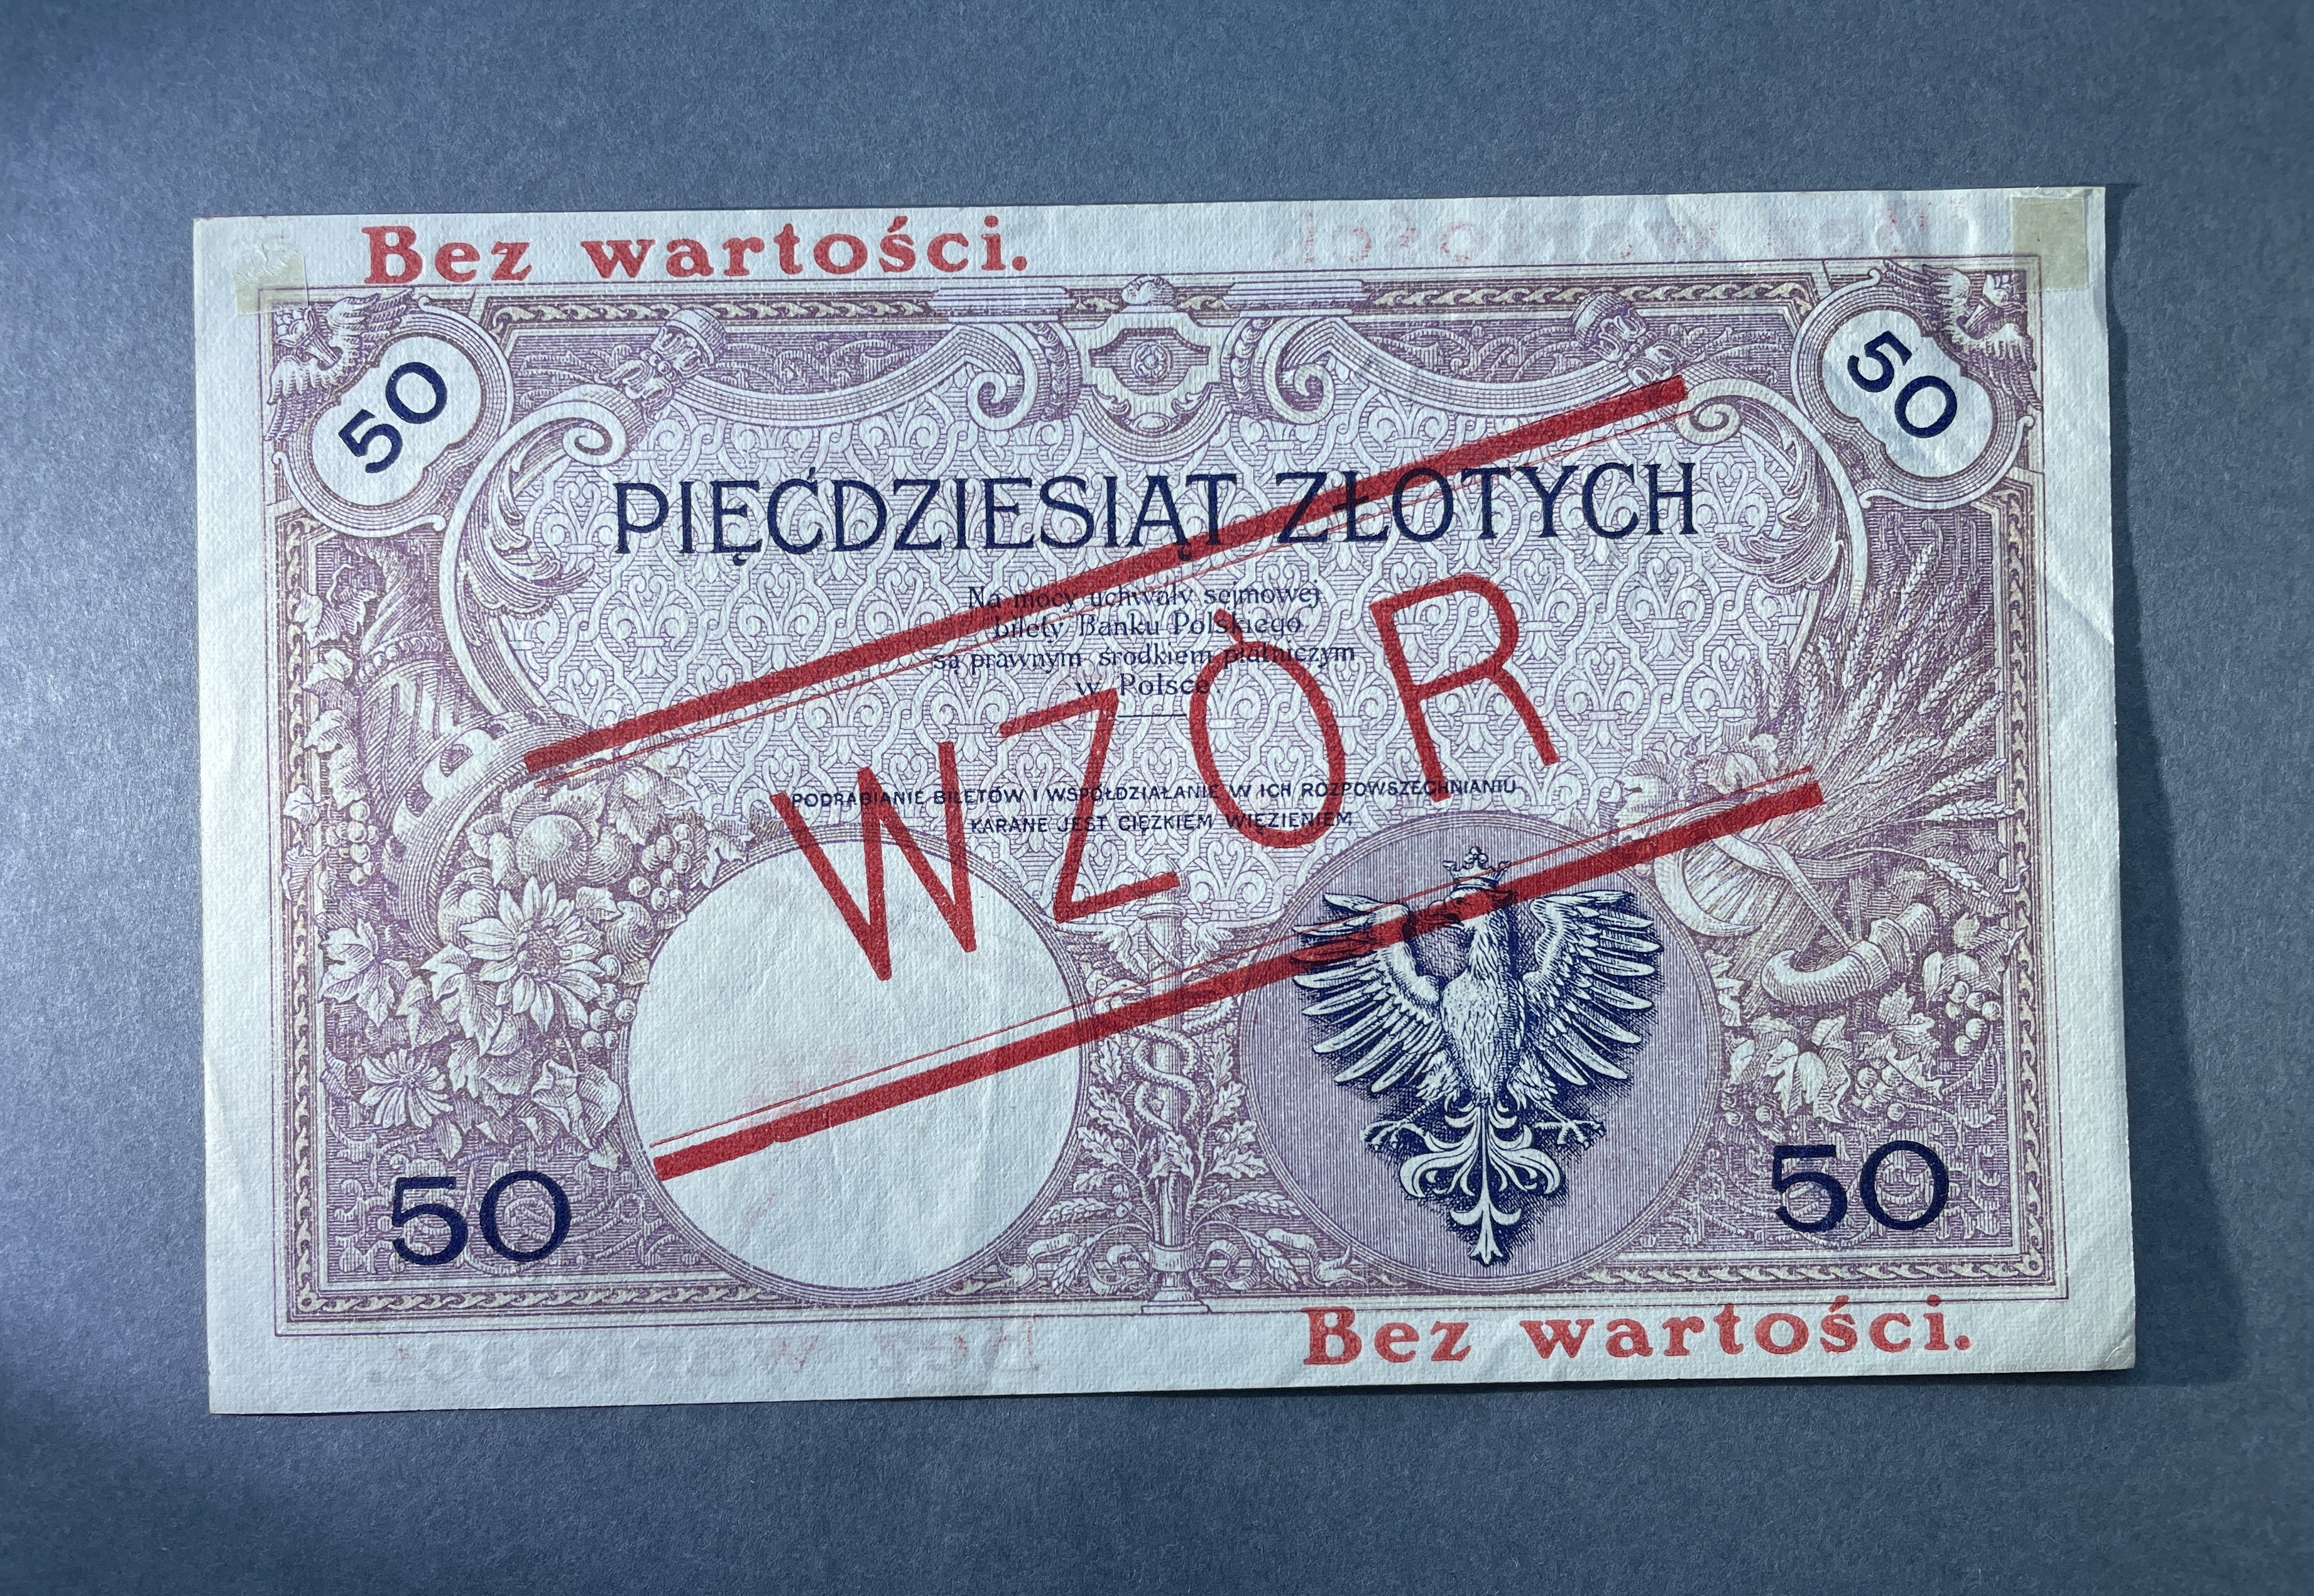 Bez wartości.
50
50
PIĘĆDZIESIĄT ZŁOTYCH
Na mocy uchwały sejmowej
bilety Banku Polskiego
są prawnym środkiem płatniczym
w Polsce.
WZÓR
PODRABIANIE BILETÓW I WSPÓŁDZIAŁANIE W ICH ROZPOWSZECHNIANIU
KARANE JEST CIĘŻKIEM WIĘZIENIEM
50
50
Bez wartości.